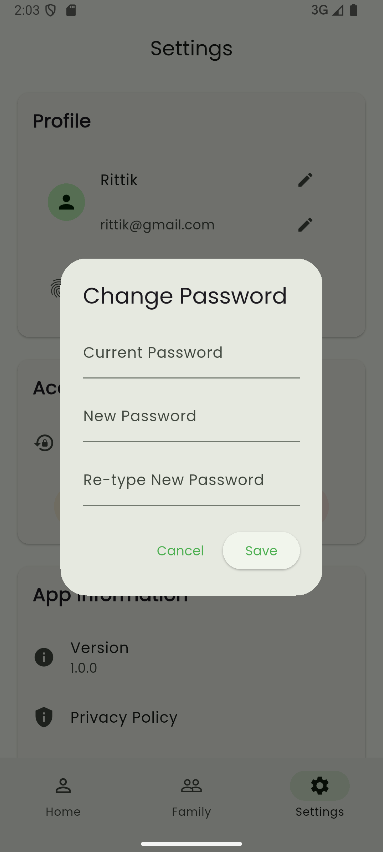 2:03
3G
Settings
Profile
Rittik
rittik@gmail.com
Change Password
Current Password
New Password
Re-type New Password
Cancel
Save
App Information
Version
1.0.0
Privacy Policy
Home
Family
Settings